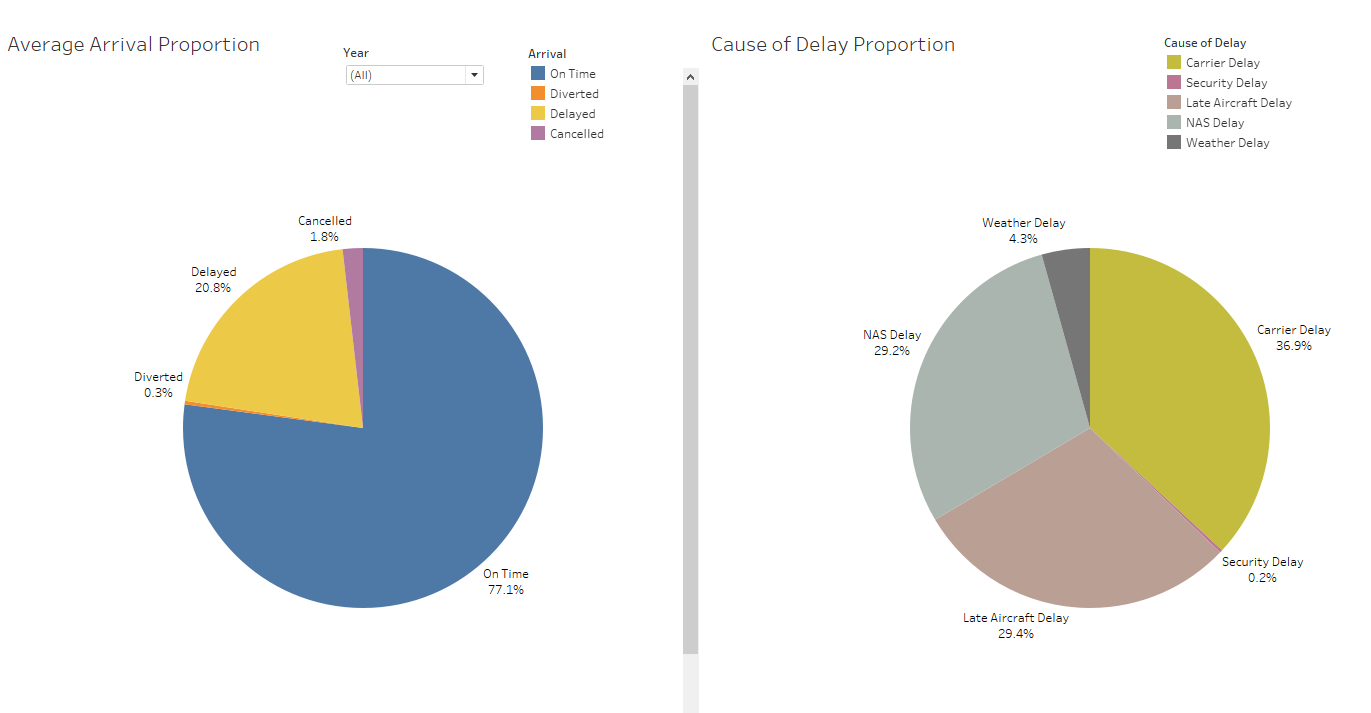 Average Arrival Proportion
Year
(All)
Arrival
On Time
Diverted
Delayed
Cancelled
Cancelled
1.8%
Delayed
20.8%
Diverted
0.3%
On Time
77.1%
Cause of Delay Proportion
Cause of Delay
Carrier Delay
Security Delay
Late Aircraft Delay
NAS Delay
Weather Delay
Weather Delay
4.3%
NAS Delay
29.2%
Carrier Delay
36.9%
Security Delay
0.2%
Late Aircraft Delay
29.4%